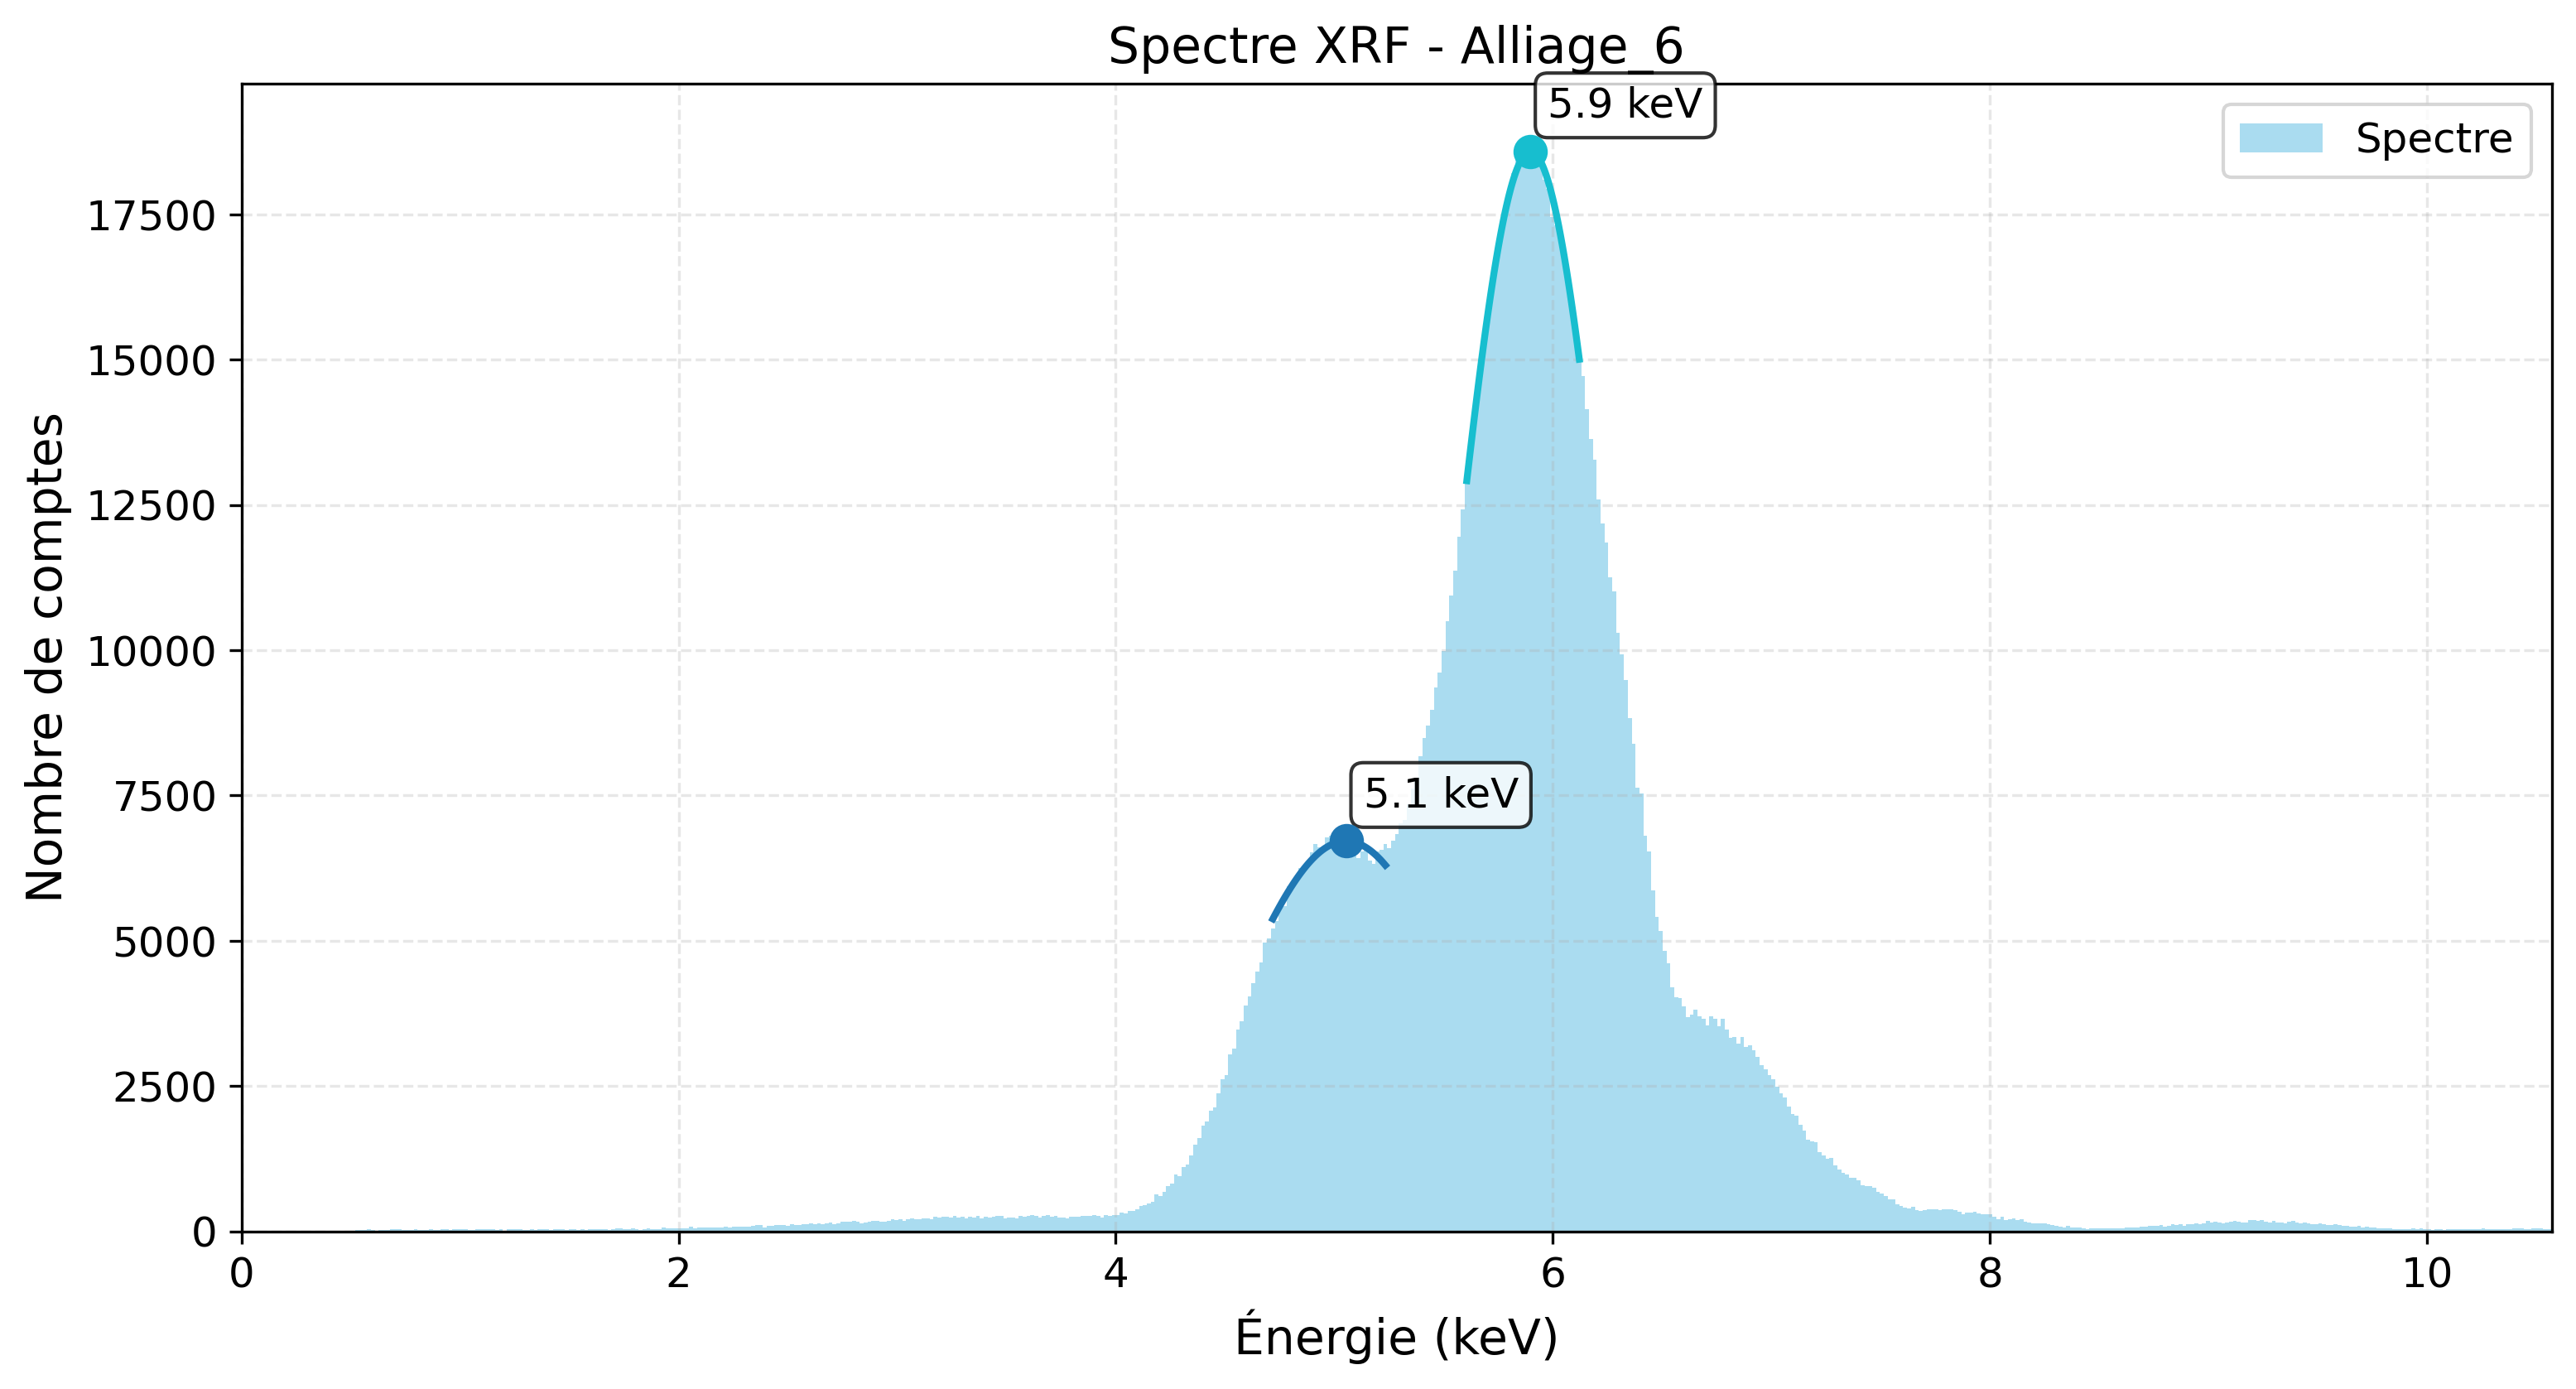 Spectre XRF - Alliage_6
5.9 keV
Spectre
17500
15000
12500
10000
7500
5000
2500
0
5.1 keV
Nombre de comptes
0 2 4 6 8 10
Énergie (keV)